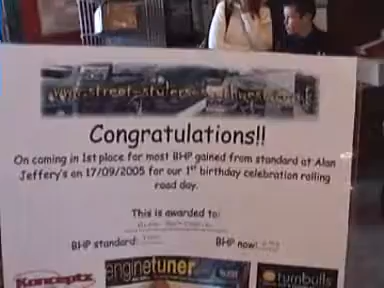 Congratulations!!
On coming in 1st place for most BHP gained from standard at Alan
Jeffery's on 17/09/2005 for our 1st birthday celebration rolling
road day.
This is awarded to:
BHP standard: BHP now:
Konceptx enginetuner turnbulls